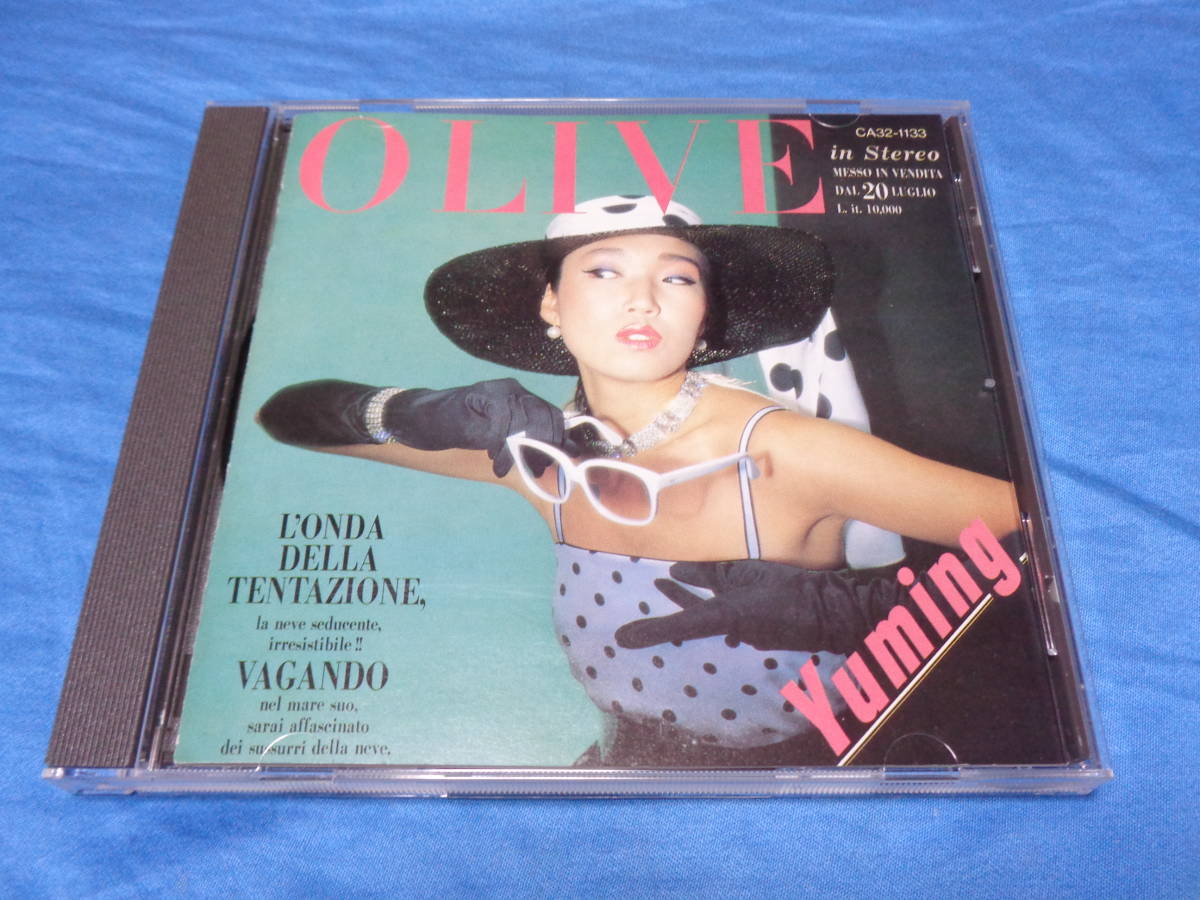 OLIVE
CA32-1133
in Stereo
MESSO IN VENDITA
DAL 20 LUGLIO
L. it. 10,000
L'ONDA
DELLA
TENTAZIONE,
la neve seducente,
irresistibile!!
VAGANDO
nel mare suo,
sarai affascinato
dei sussurri della neve.
Yuming